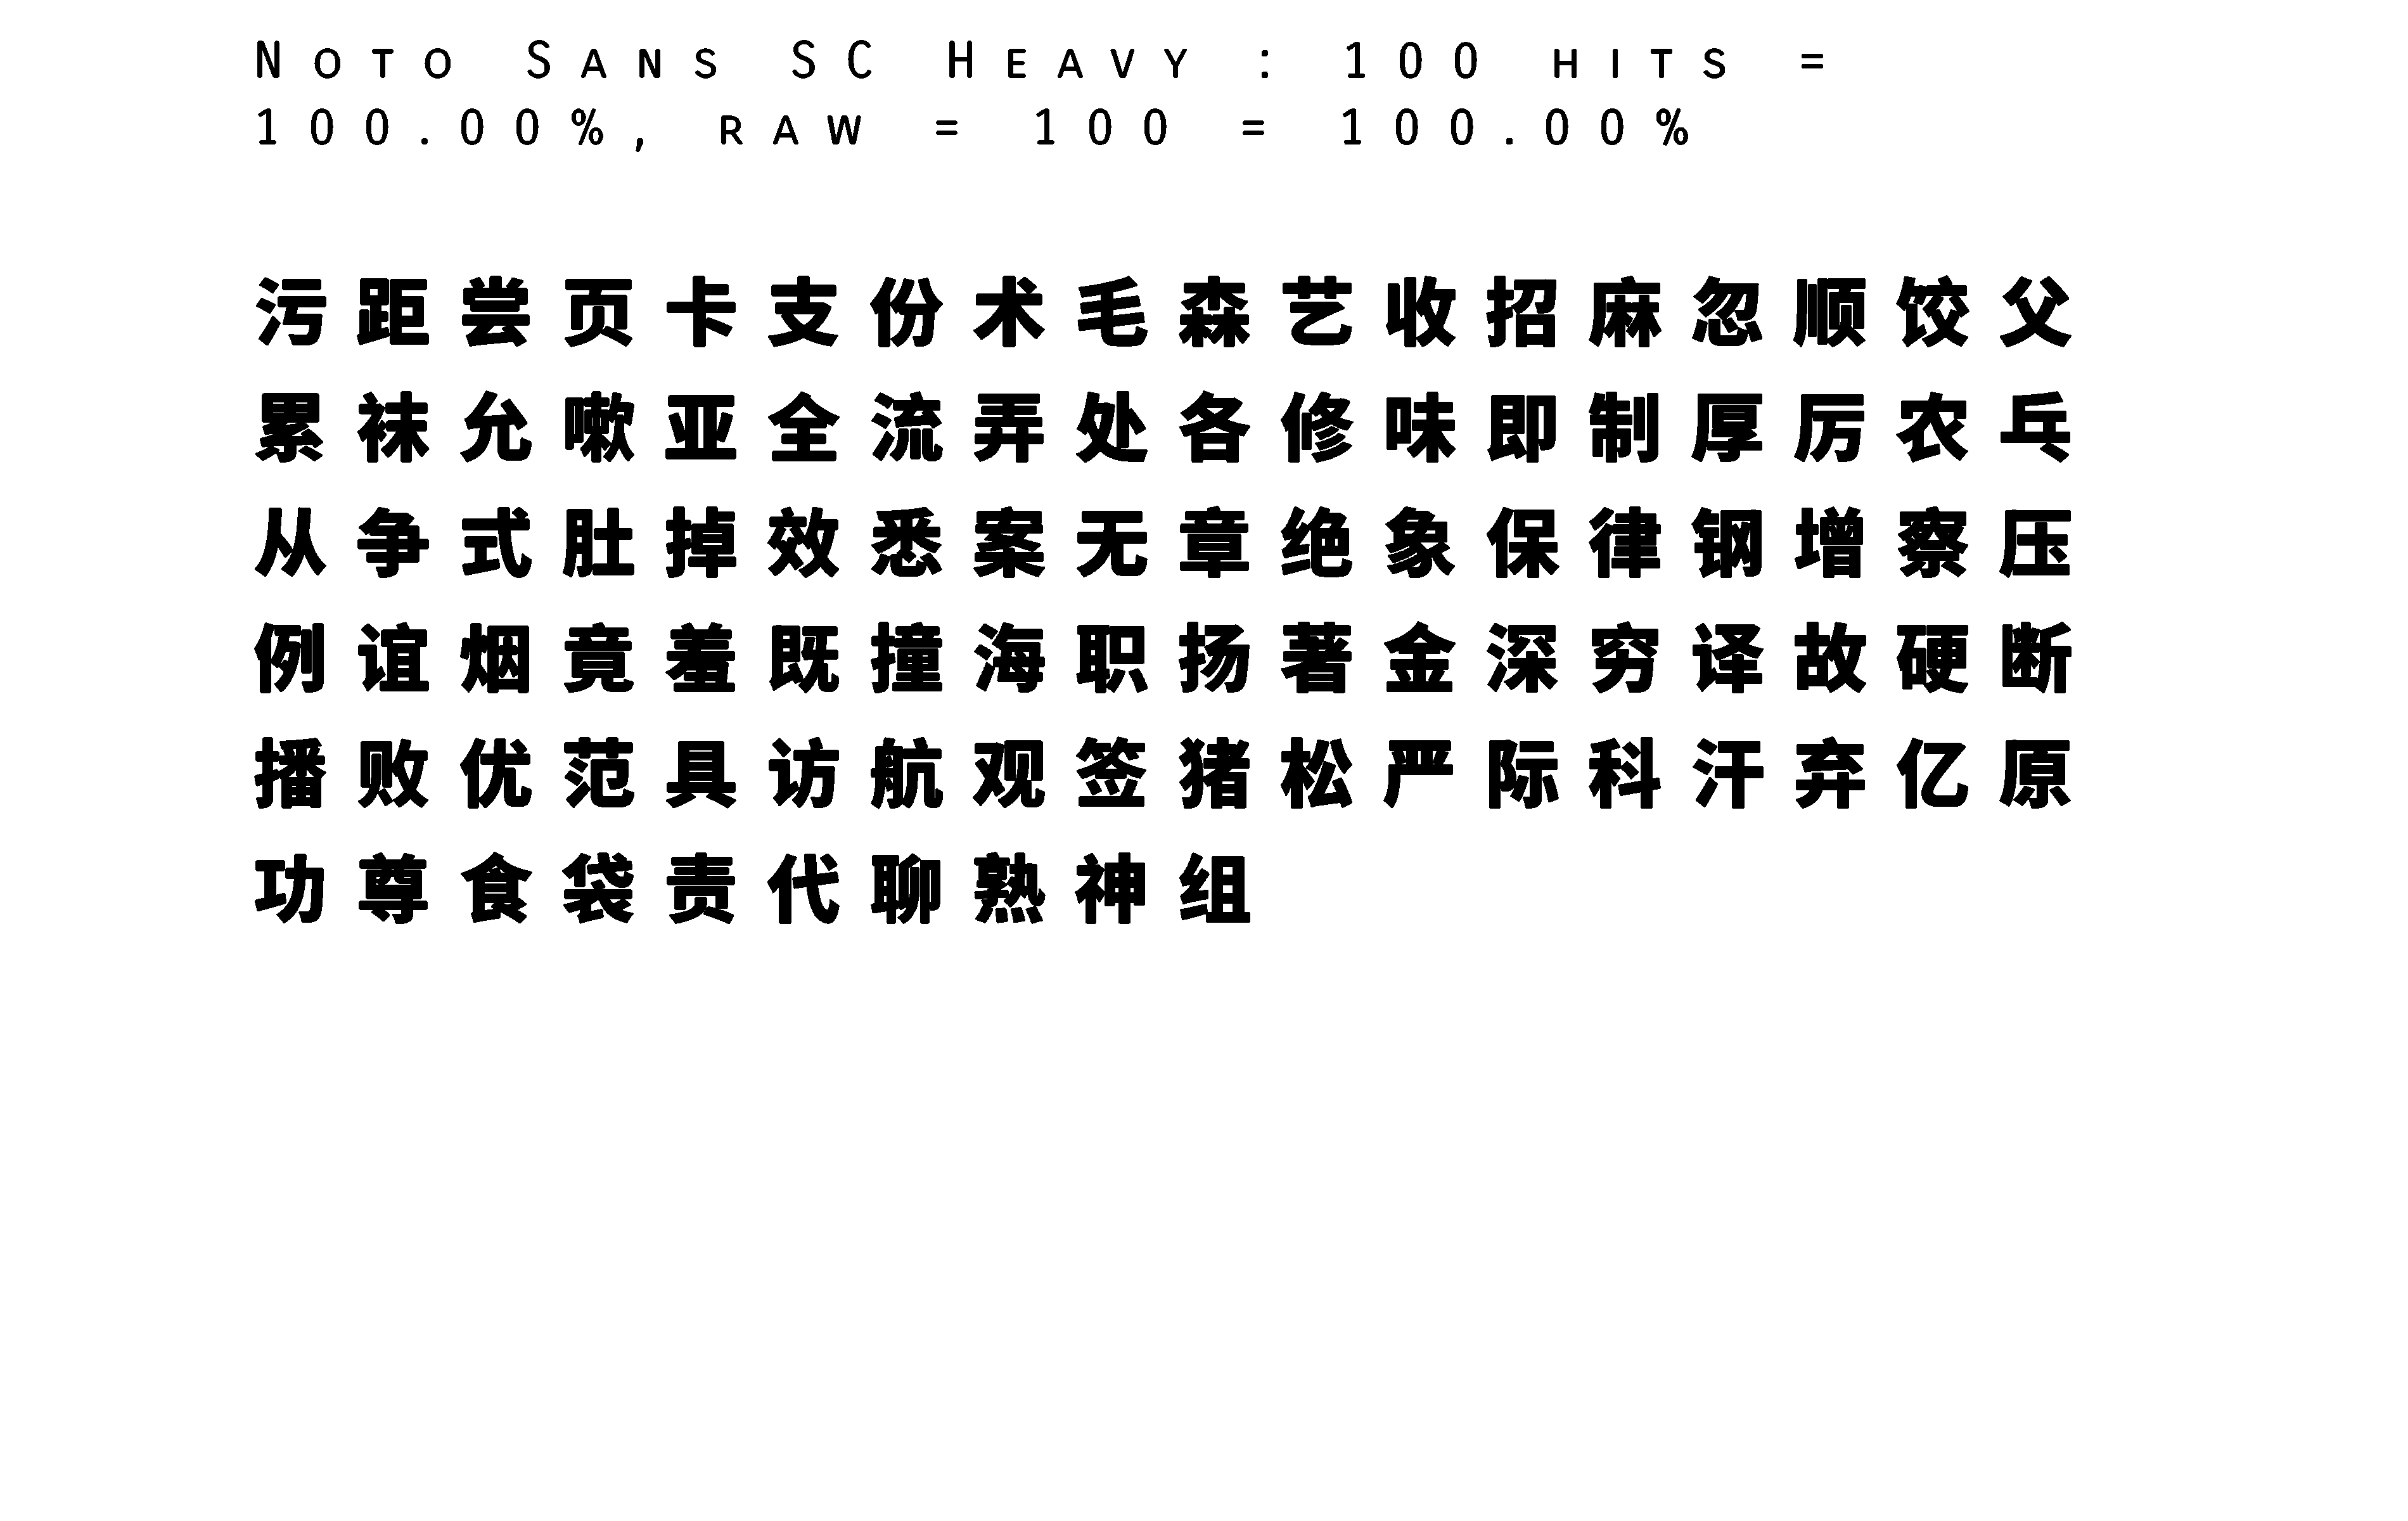 Noto Sans SC Heavy : 100 hits =
100.00%, raw = 100 = 100.00%
污距尝页卡支份术毛森艺收招麻忽顺饺父
累袜允嗽亚全流弄处各修味即制厚厉农乓
从争式肚掉效悉案无章绝象保律钢增察压
例谊烟竟羞既撞海职扬著金深穷译故硬断
播败优范具访航观签猪松严际科汗弃亿原
功尊食袋责代聊熟神组